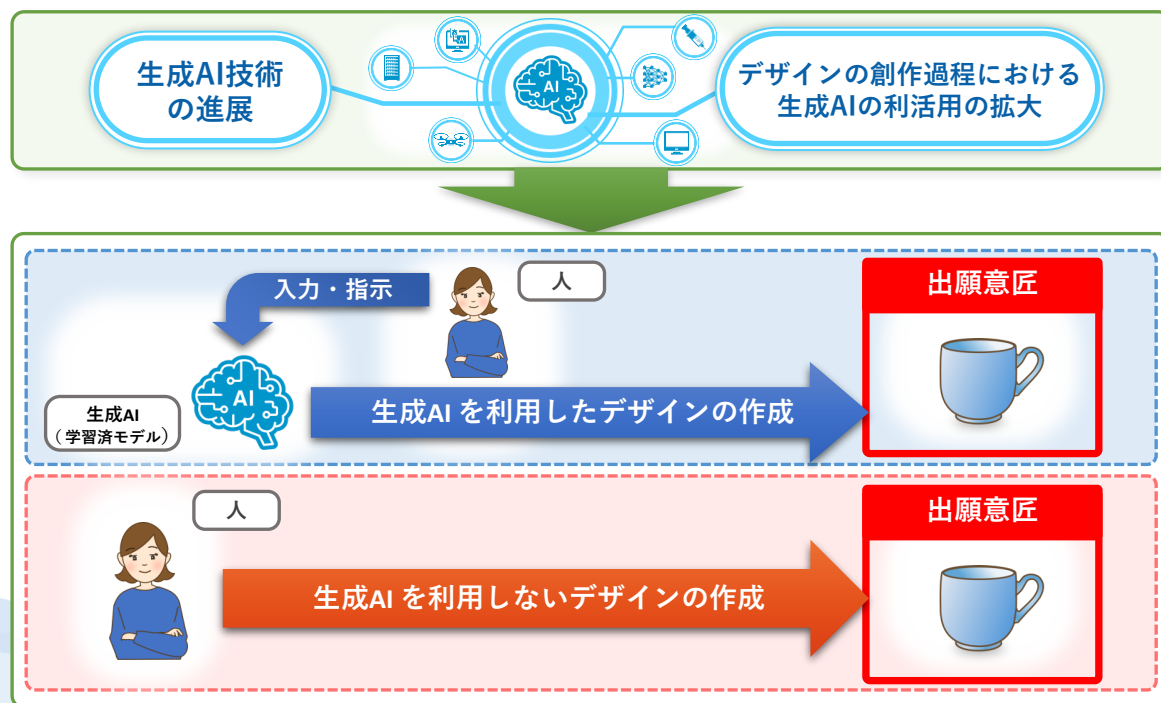 生成AI技術
の進展
AI
デザインの創作過程における
生成AIの利活用の拡大
入力・指示
人
出願意匠
AI
生成AI
（学習済モデル）
生成AI を利用したデザインの作成
人
出願意匠
生成AI を利用しないデザインの作成